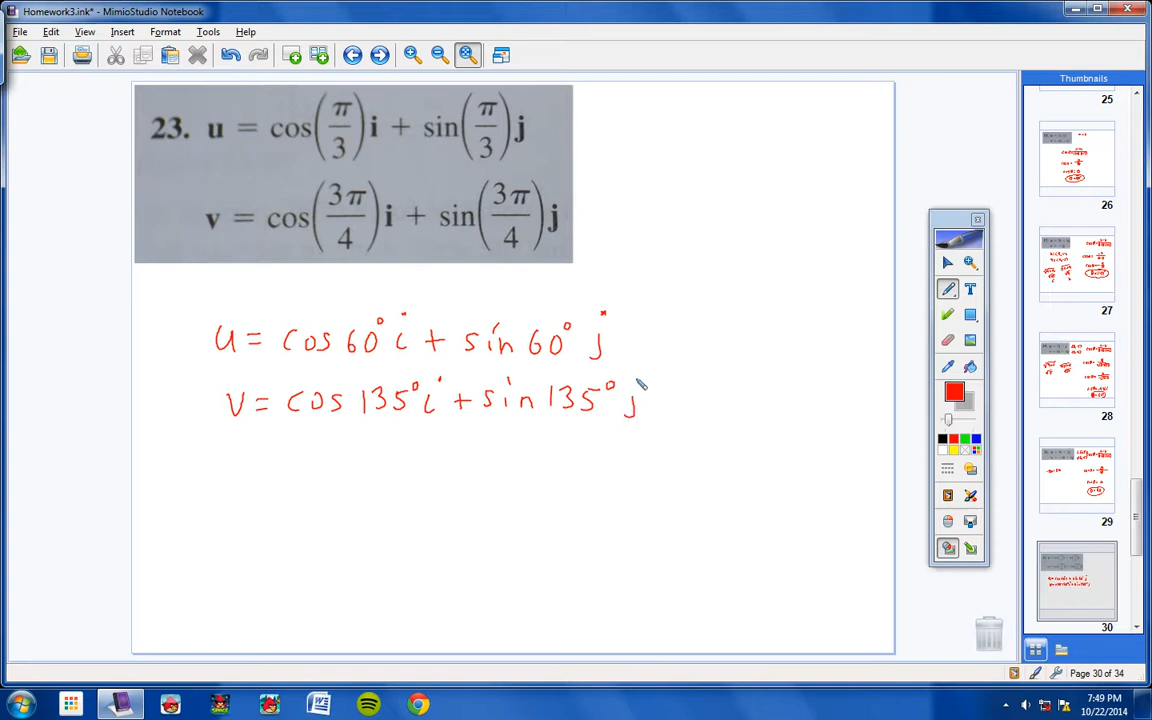 Homework3.ink* - MimioStudio Notebook
File Edit View Insert Format Tools Help
Thumbnails
23. u = cos(π/3)i + sin(π/3)j
v = cos(3π/4)i + sin(3π/4)j
u = cos 60° i + sin 60° j
v = cos 135° i + sin 135° j
25
26
27
28
29
30
Page 30 of 34
7:49 PM
10/22/2014